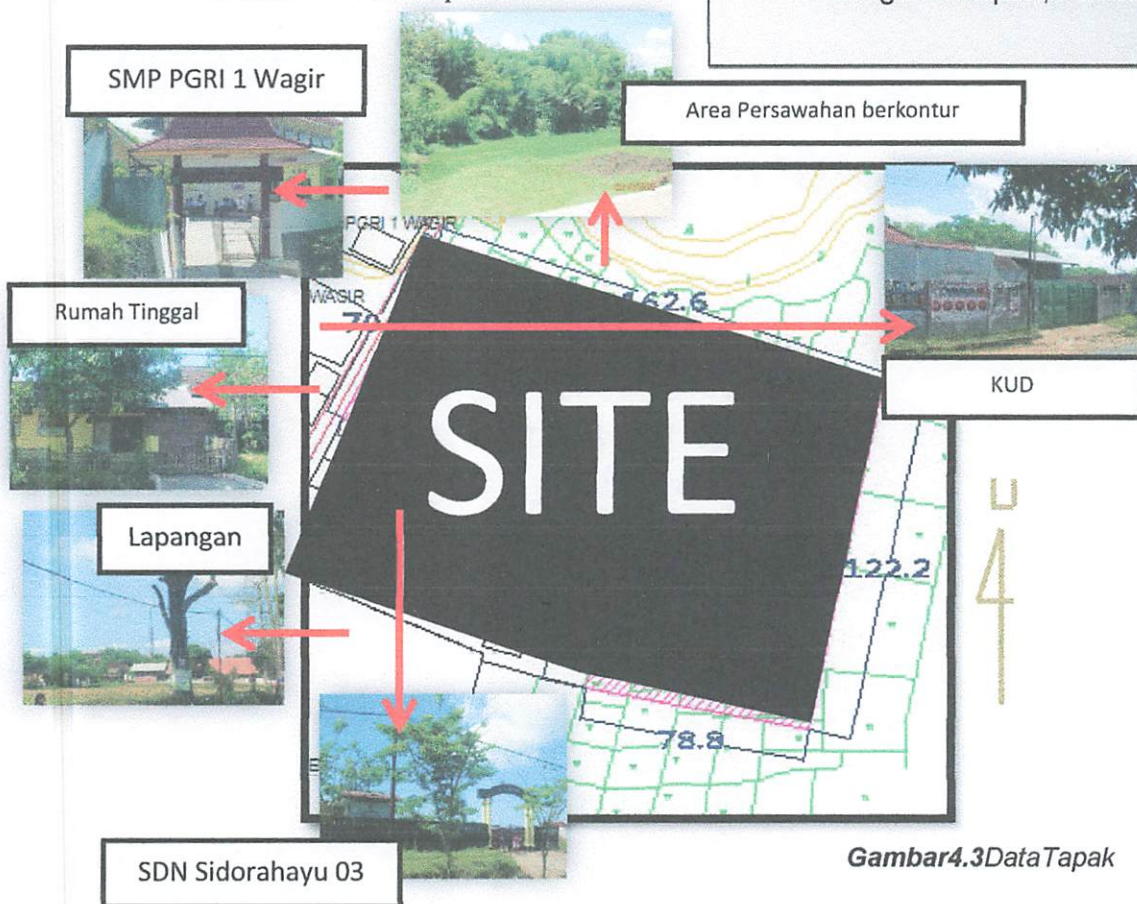 SMP PGRI 1 Wagir
Area Persawahan berkontur
PGRI 1 WAGIR
WAGIR
162.6
Rumah Tinggal
KUD
SITE
U
Lapangan
122.2
78.8
SDN Sidorahayu 03
Gambar4.3DataTapak